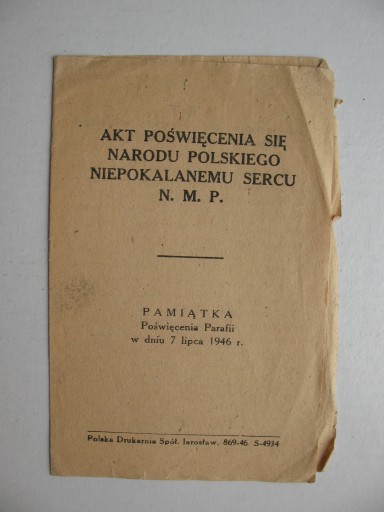 AKT POŚWIĘCENIA SIĘ
NARODU POLSKIEGO
NIEPOKALANEMU SERCU
N. M. P.
PAMIĄTKA
Poświęcenia Parafii
w dniu 7 lipca 1946 r.
Polska Drukarnia Spół. Jarosław. 869-46 S-4934